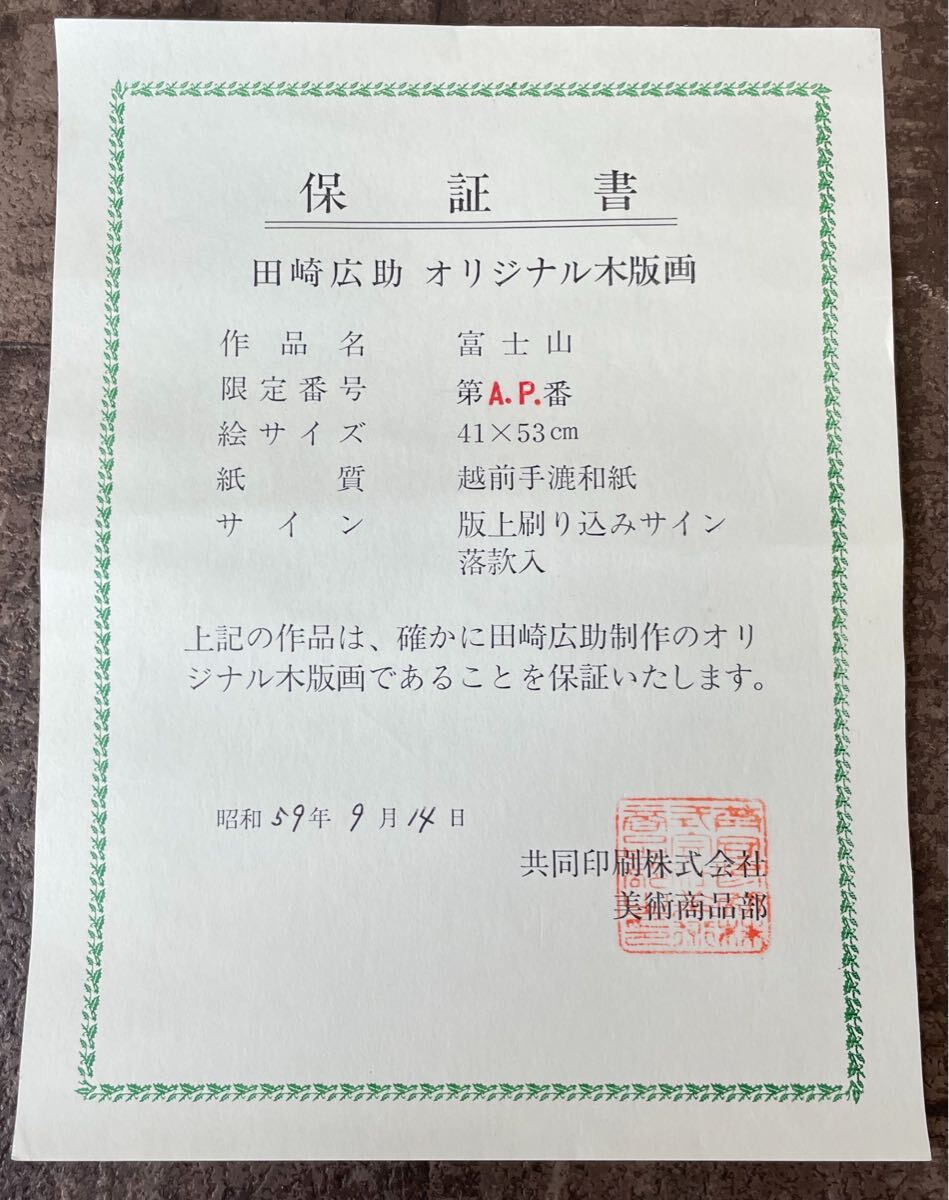 保証書
田崎広助 オリジナル木版画
作品名 富士山
限定番号 第A.P.番
絵サイズ 41×53cm
紙質 越前手漉和紙
サイン 版上刷り込みサイン
落款入
上記の作品は、確かに田崎広助制作のオリ
ジナル木版画であることを保証いたします。
昭和59年 9月14日
共同印刷株式会社
美術商品部